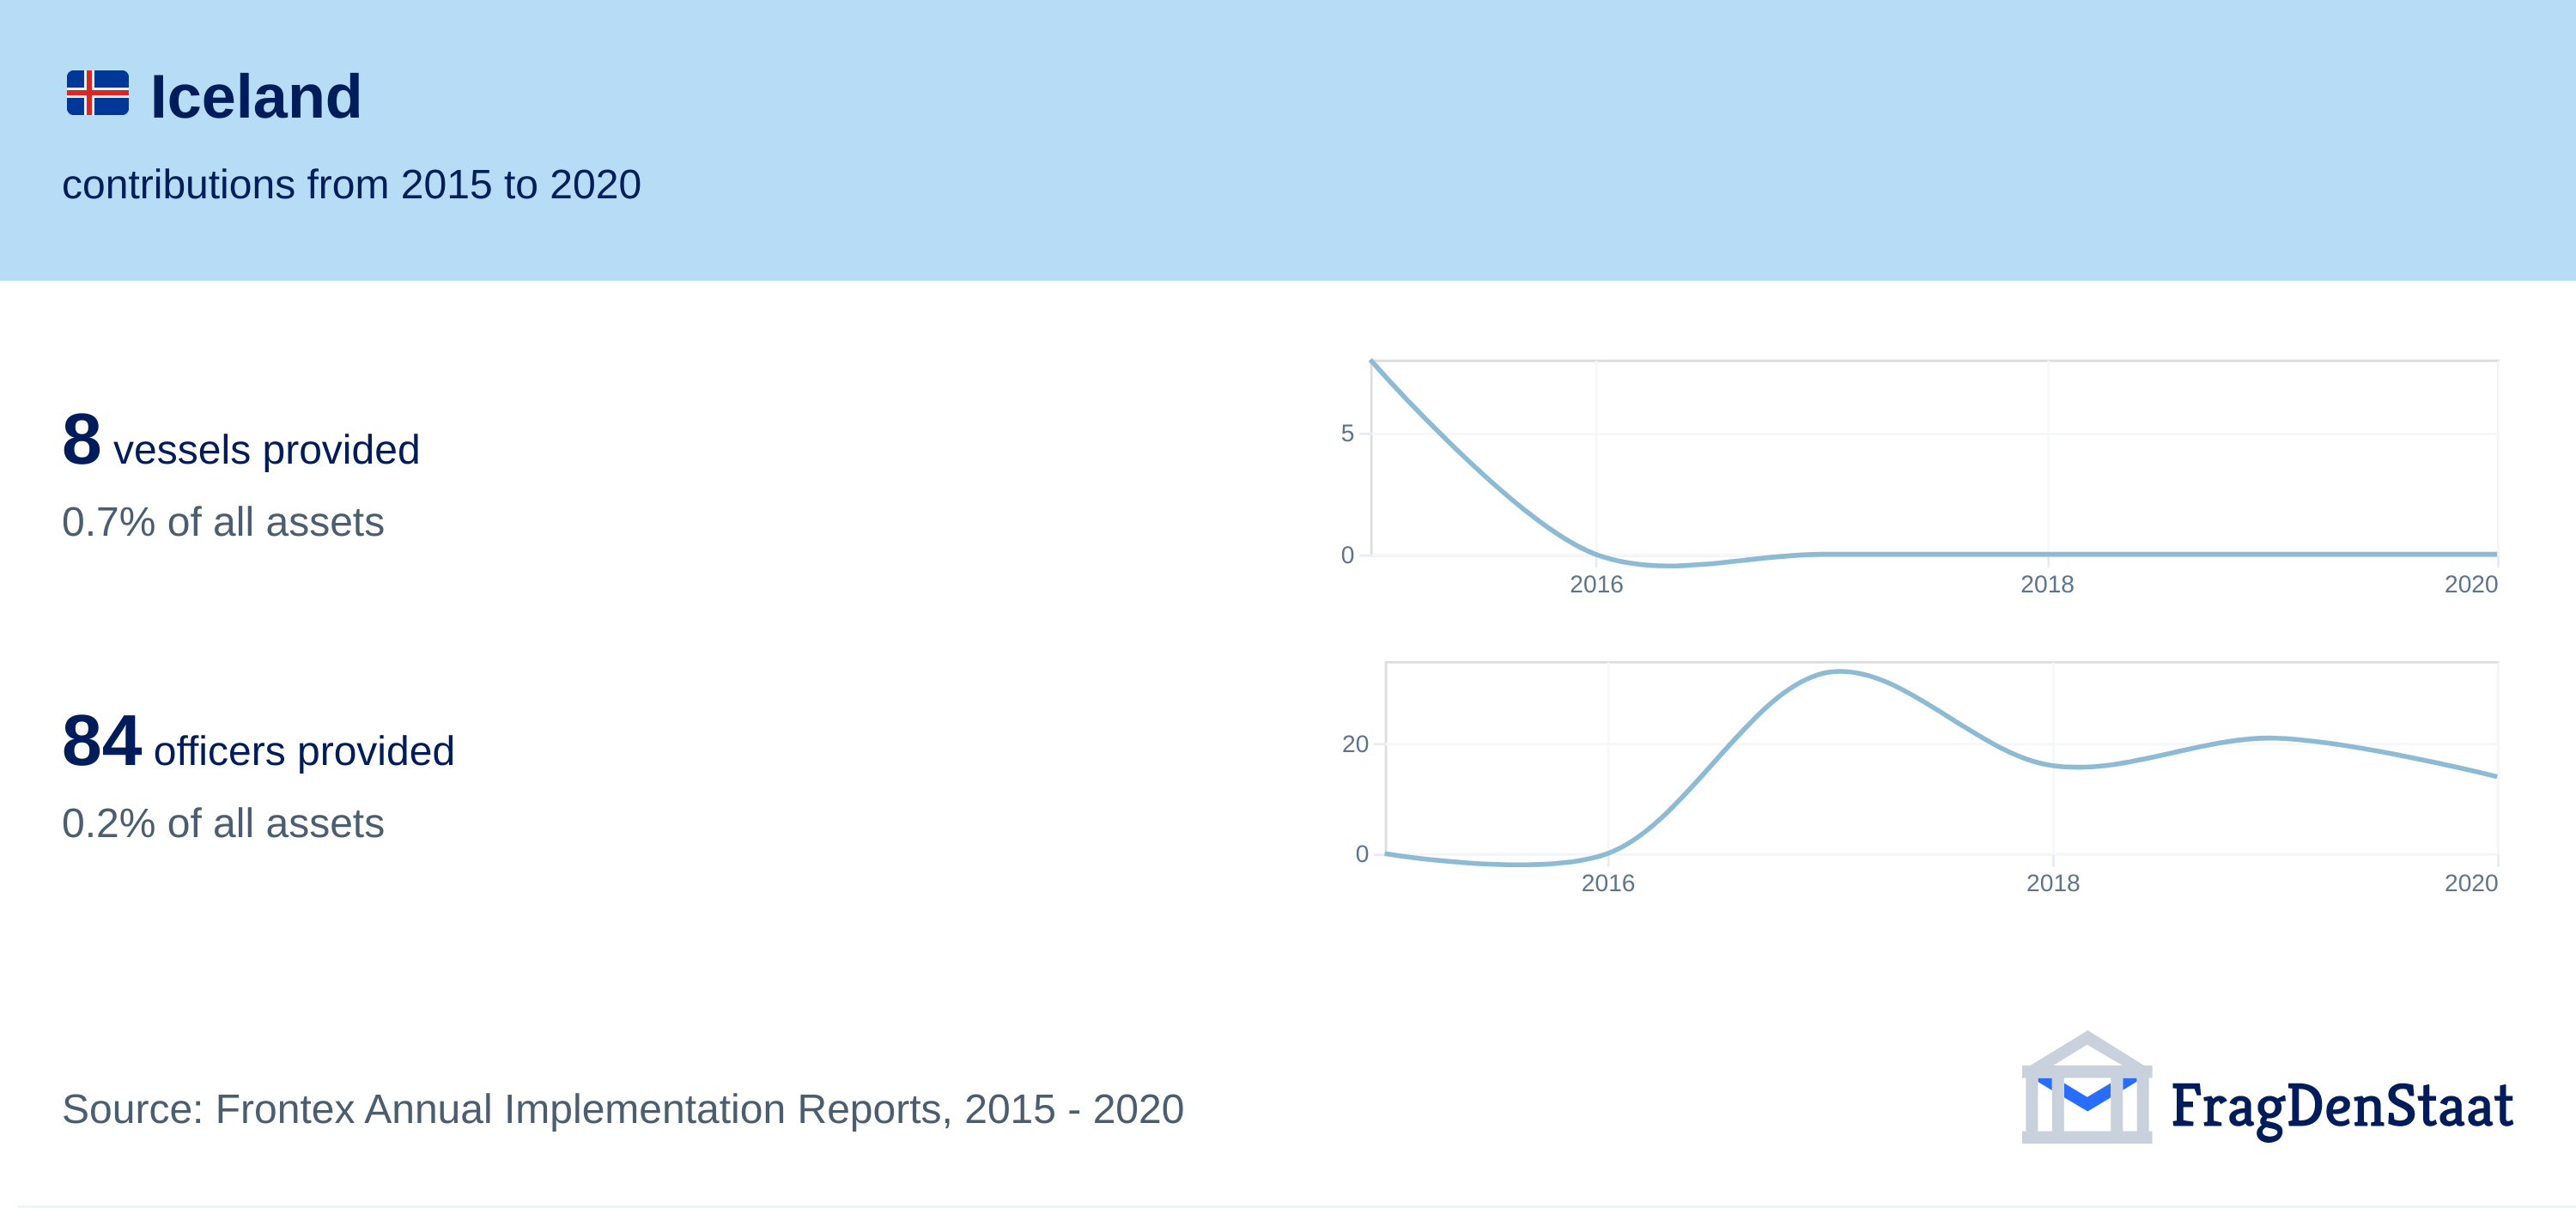 Iceland
contributions from 2015 to 2020
8 vessels provided
0.7% of all assets
5
0
2016 2018 2020
84 officers provided
0.2% of all assets
20
0
2016 2018 2020
Source: Frontex Annual Implementation Reports, 2015 - 2020
FragDenStaat